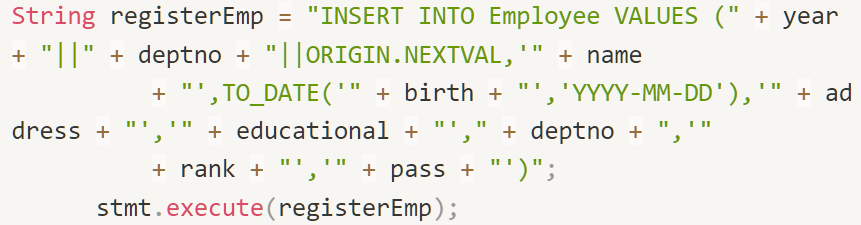 String registerEmp = "INSERT INTO Employee VALUES (" + year
+ "||" + deptno + "||ORIGIN.NEXTVAL,'" + name
+ "',TO_DATE('" + birth + "','YYYY-MM-DD'),'" + ad
dress + "','" + educational + "'," + deptno + ",'"
+ rank + "','" + pass + "')";
stmt.execute(registerEmp);